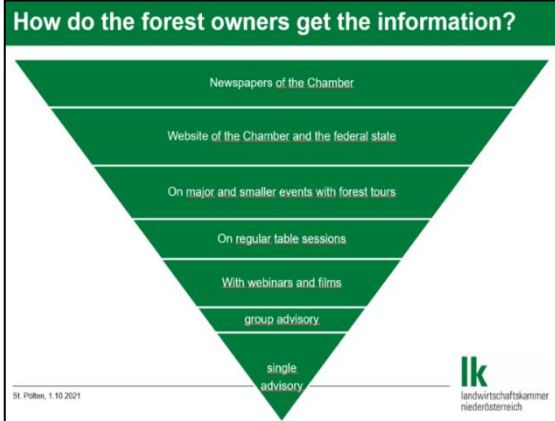 How do the forest owners get the information?
Newspapers of the Chamber
Website of the Chamber and the federal state
On major and smaller events with forest tours
On regular table sessions
With webinars and films
group advisory
single
advisory
St. Pölten, 1.10.2021
lk
landwirtschaftskammer
niederösterreich